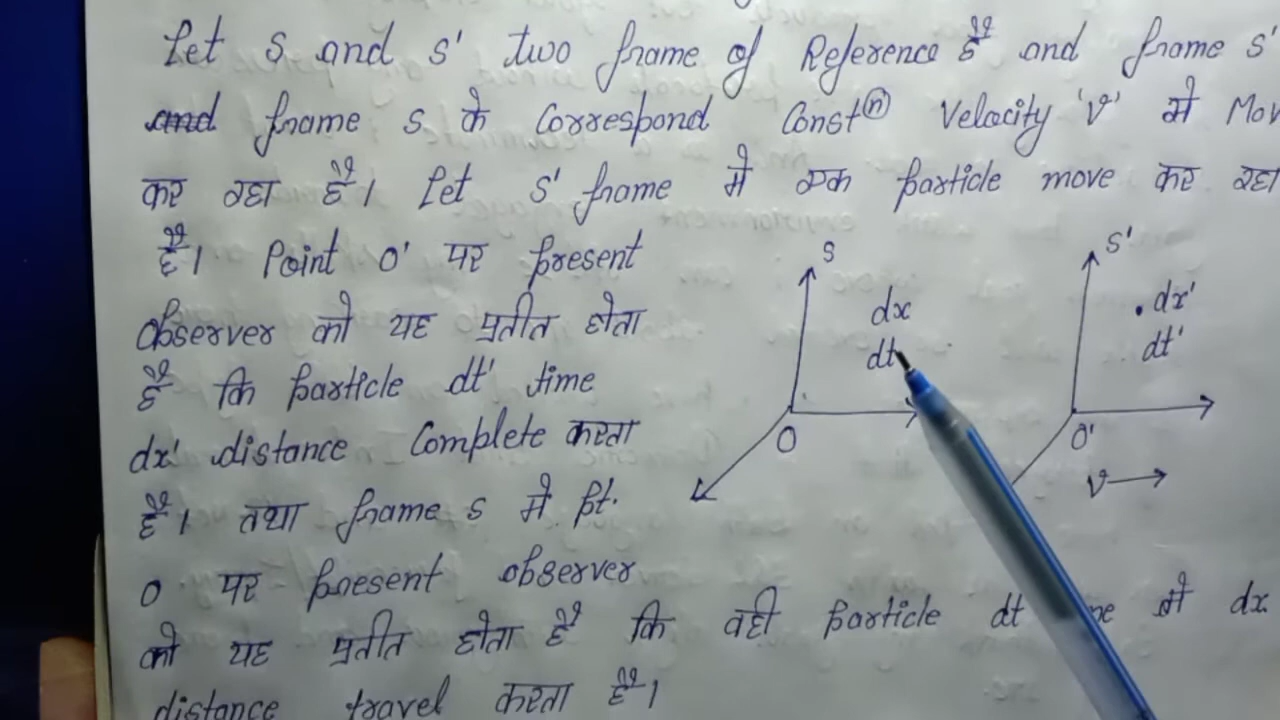 Let S and S' two frame of Reference हैं and frame S'
and frame S के Correspond Constⁿ Velocity 'v' से Mov
कर रहा है। Let S' frame में एक particle move कर रहा
है। Point O' पर present
S
S'
observer को यह प्रतीत होता
dx
dx'
है कि particle dt' time
dt
dt'
dx' distance Complete करता
O
O'
है। तथा frame S में pt.
v
O पर present observer
को यह प्रतीत होता है कि वही particle dt me में dx
distance travel करता है।